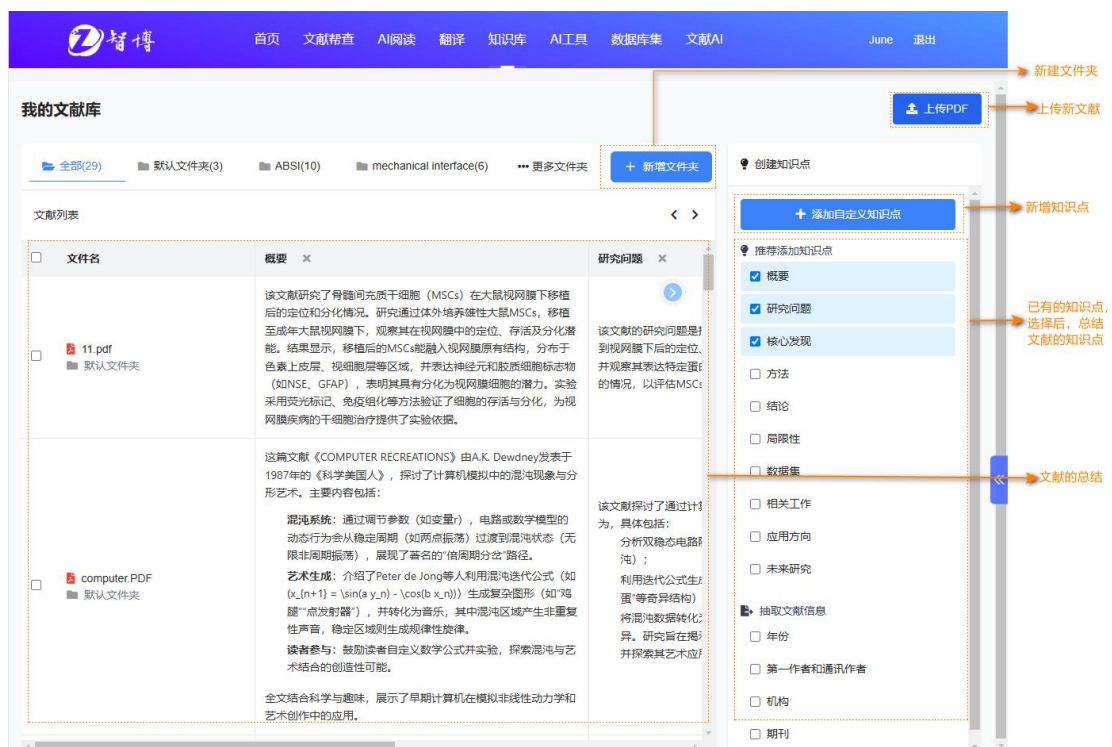 智博
首页 文献帮查 AI阅读 翻译 知识库 AI工具 数据库集 文献AI June 退出
新建文件夹
我的文献库
上传PDF
上传新文献
全部(29) 默认文件夹(3) ABSI(10) mechanical interface(6) ••• 更多文件夹 + 新增文件夹
创建知识点
文献列表
+ 添加自定义知识点
新增知识点
文件名 概要 × 研究问题 ×
推荐添加知识点
概要
研究问题
核心发现
方法
结论
局限性
数据集
相关工作
应用方向
未来研究
抽取文献信息
年份
第一作者和通讯作者
机构
期刊
已有的知识点，
选择后，总结
文献的知识点
文献的总结
11.pdf
默认文件夹
该文献研究了骨髓间充质干细胞（MSCs）在大鼠视网膜下移植
后的定位和分化情况。研究通过体外培养雄性大鼠MSCs，移植
至成年大鼠视网膜下，观察其在视网膜中的定位、存活及分化潜
能。结果显示，移植后的MSCs能融入视网膜原有结构，分布于
色素上皮层、视细胞层等区域，并表达神经元和胶质细胞标志物
（如NSE、GFAP），表明其具有分化为视网膜细胞的潜力。实验
采用荧光标记、免疫组化等方法验证了细胞的存活与分化，为视
网膜疾病的干细胞治疗提供了实验依据。
该文献的研究问题是
到视网膜下后的定位、
并观察其表达特定蛋
的情况，以评估MSCs
computer.PDF
默认文件夹
这篇文献《COMPUTER RECREATIONS》由A.K. Dewdney发表于
1987年的《科学美国人》，探讨了计算机模拟中的混沌现象与分
形艺术。主要内容包括：
混沌系统：通过调节参数（如变量r），电路或数学模型的
动态行为会从稳定周期（如两点振荡）过渡到混沌状态（无
限非周期振荡），展现了著名的“倍周期分岔”路径。
艺术生成：介绍了Peter de Jong等人利用混沌迭代公式（如
(x_{n+1} = \sin(a y_n) - \cos(b x_n))）生成复杂图形（如“鸡
腿”“点发射器”），并转化为音乐，其中混沌区域产生非重复
性声音，稳定区域则生成规律性旋律。
读者参与：鼓励读者自定义数学公式并实验，探索混沌与艺
术结合的创造性可能。
全文结合科学与趣味，展示了早期计算机在模拟非线性动力学和
艺术创作中的应用。
该文献探讨了通过计
为，具体包括：
分析双稳态电路
沌）；
利用迭代公式生
蛋”等奇异结构）
将混沌数据转化
异。研究旨在揭
并探索其艺术应